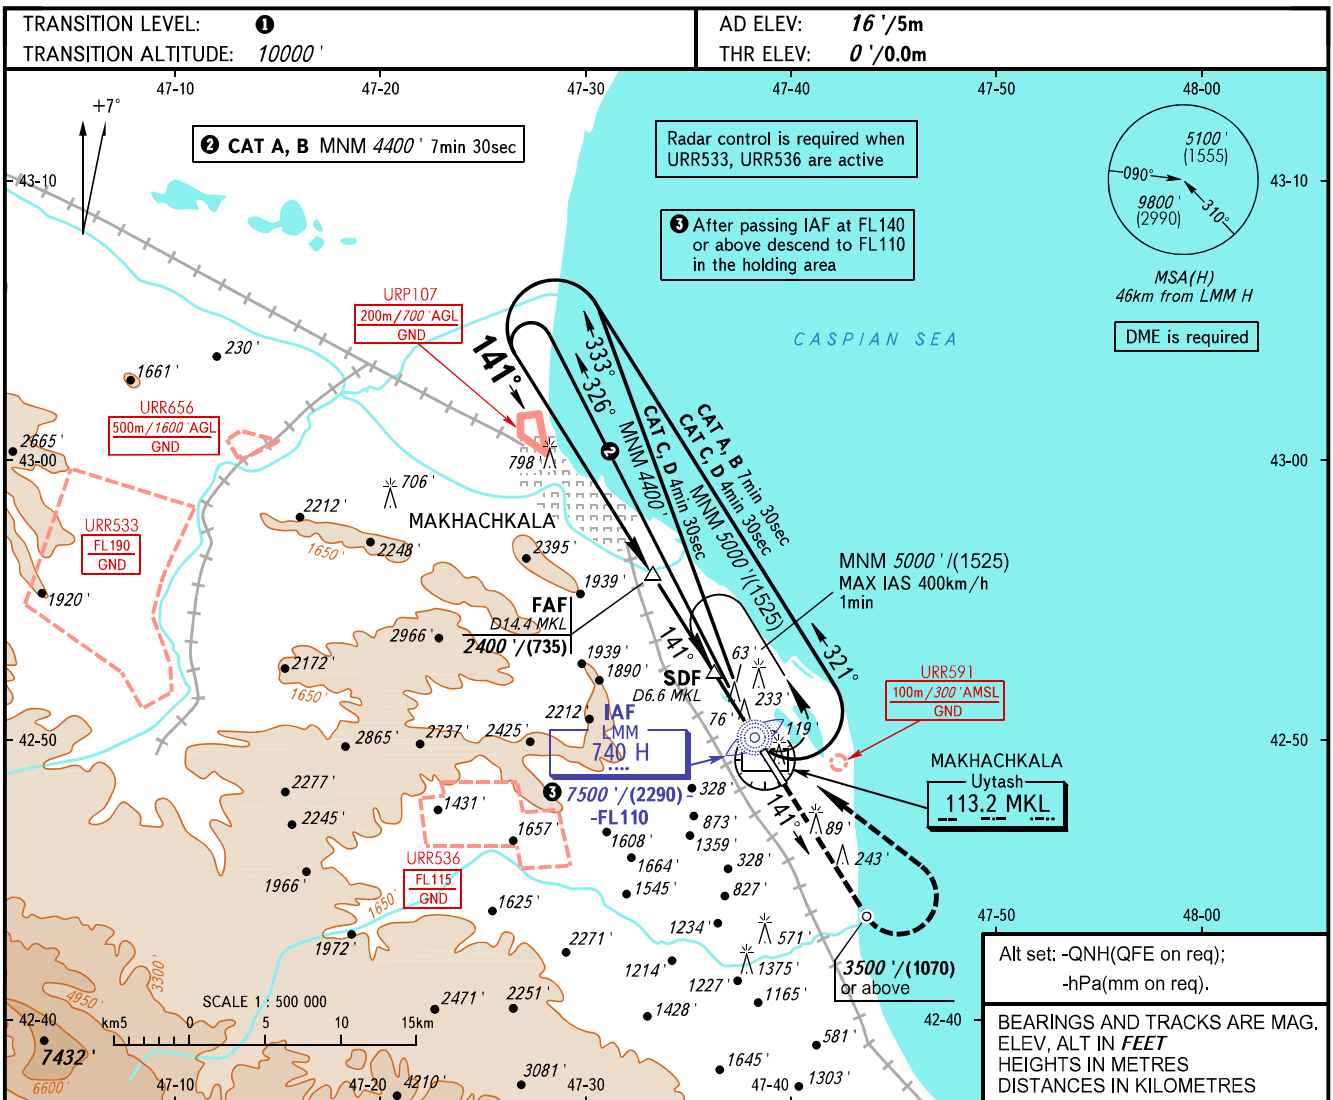 TRANSITION LEVEL: ❶
TRANSITION ALTITUDE: 10000 '
AD ELEV: 16 '/5m
THR ELEV: 0 '/0.0m
47-10
47-20
47-30
47-40
47-50
48-00
+7°
❷ CAT A, B MNM 4400 ' 7min 30sec
Radar control is required when
URR533, URR536 are active
5100 '
(1555)
090°
9800 '
(2990)
310°
43-10
43-10
❸ After passing IAF at FL140
or above descend to FL110
in the holding area
MSA(H)
46km from LMM H
DME is required
URP107
200m/700 'AGL
GND
CASPIAN SEA
230 '
1661 '
141°
333°
326°
URR656
500m/1600 'AGL
GND
2665 '
43-00
43-00
798 '
706 '
❷
MNM 4400 '
CAT C, D 4min 30sec
CAT A, B 7min 30sec
CAT C, D 4min 30sec
MNM 5000 '/(1525)
URR533
FL190
GND
2212 '
1650 '
2248 '
MAKHACHKALA
2395 '
1939 '
1920 '
MNM 5000 '/(1525)
MAX IAS 400km/h
1min
FAF
D14.4 MKL
2400 '/(735)
2966 '
2172 '
1650 '
1939 '
1890 '
141°
63 '
SDF
D6.6 MKL
233 '
321°
URR591
100m/300 'AMSL
GND
76 '
119 '
2212 '
IAF
LMM
740 H
42-50
42-50
2865 '
2737 '
2425 '
MAKHACHKALA
Uytash
113.2 MKL
❸ 7500 '/(2290)-
-FL110
328 '
2277 '
1431 '
2245 '
1657 '
141°
873 '
89 '
1608 '
1359 '
URR536
FL115
GND
1664 '
328 '
243 '
1966 '
1545 '
827 '
1650 '
1625 '
1234 '
571 '
47-50
48-00
1972 '
2271 '
1214 '
1375 '
1227 '
3500 '/(1070)
or above
Alt set: -QNH(QFE on req);
-hPa(mm on req).
3300 '
4950 '
SCALE 1 : 500 000
km5 0 5 10 15km
2471 '
2251 '
1165 '
1428 '
42-40
42-40
BEARINGS AND TRACKS ARE MAG.
ELEV, ALT IN FEET
HEIGHTS IN METRES
DISTANCES IN KILOMETRES
7432 '
581 '
1645 '
6600 '
47-10
47-20
4210 '
3081 '
47-30
47-40
1303 '